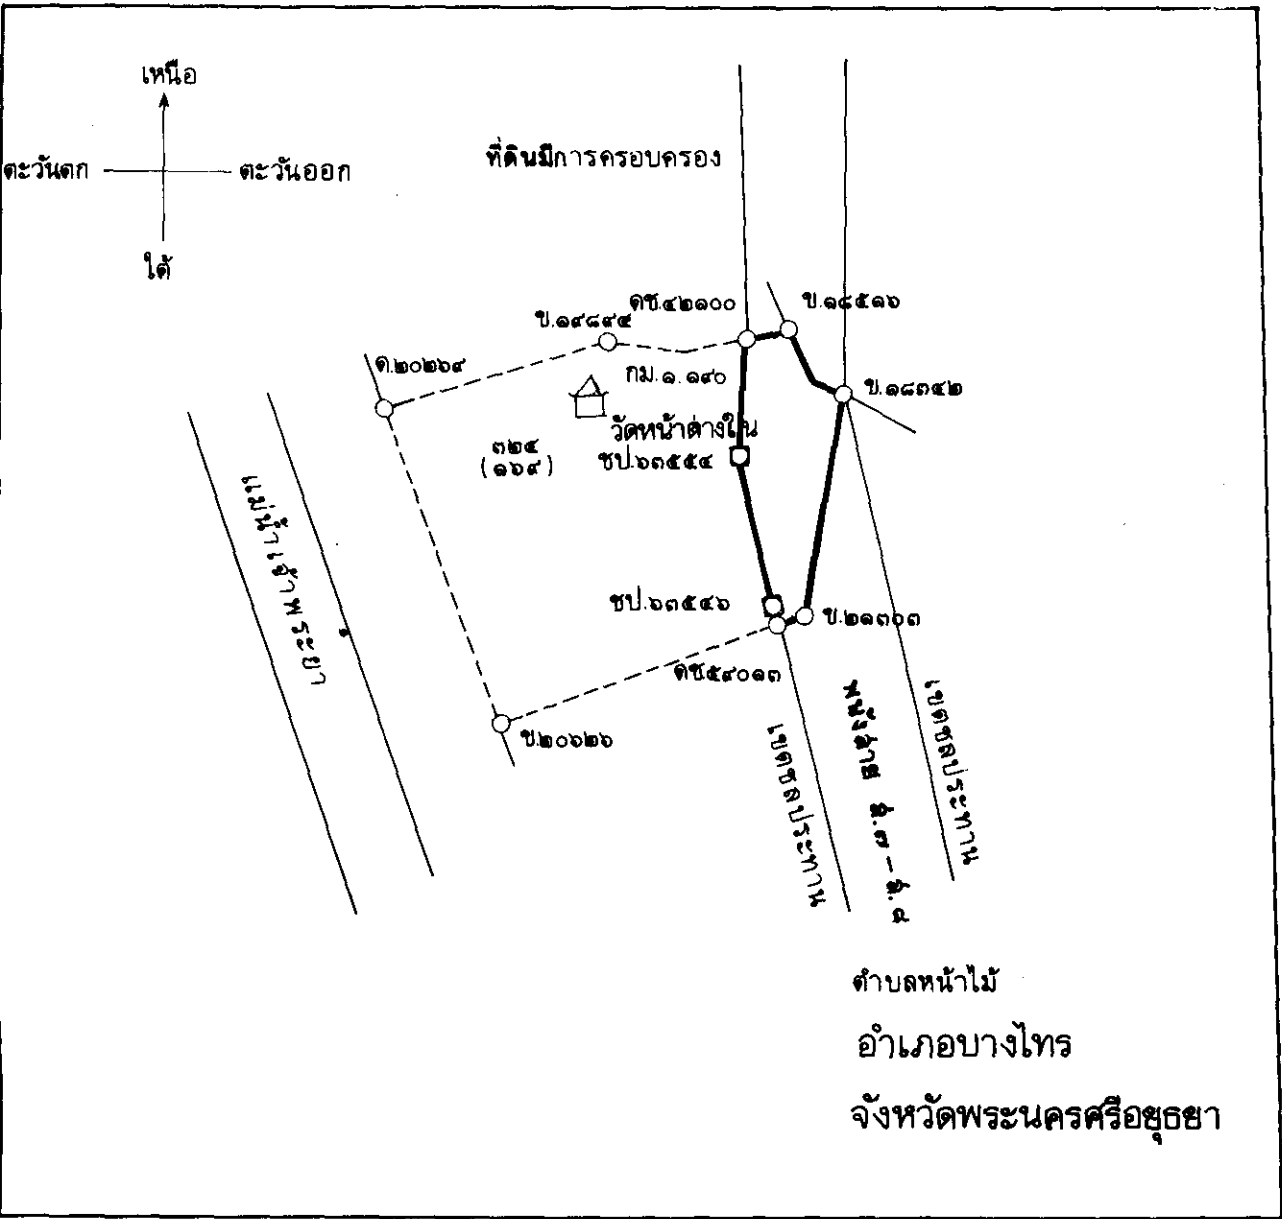 เหนือ
ตะวันตก
ตะวันออก
ใต้
ที่ดินมีการครอบครอง
ดช.๔๒๑๐๐
ข.๑๘๕๑๖
ข.๑๙๘๙๕
ด.๒๐๒๖๙
กม.๑.๑๙๐
ข.๑๘๓๔๒
วัดหน้าต่างใน
๓๒๕
(๑๖๙)
ชป.๖๓๕๕๔
แม่น้ำเจ้าพระยา
ชป.๖๓๕๔๖
ข.๒๑๓๐๓
ดช.๕๙๐๑๓
ข.๒๐๖๒๖
เขตชลประทาน
เขตชลประทาน
ตำบลหน้าไม้
อำเภอบางไทร
จังหวัดพระนครศรีอยุธยา